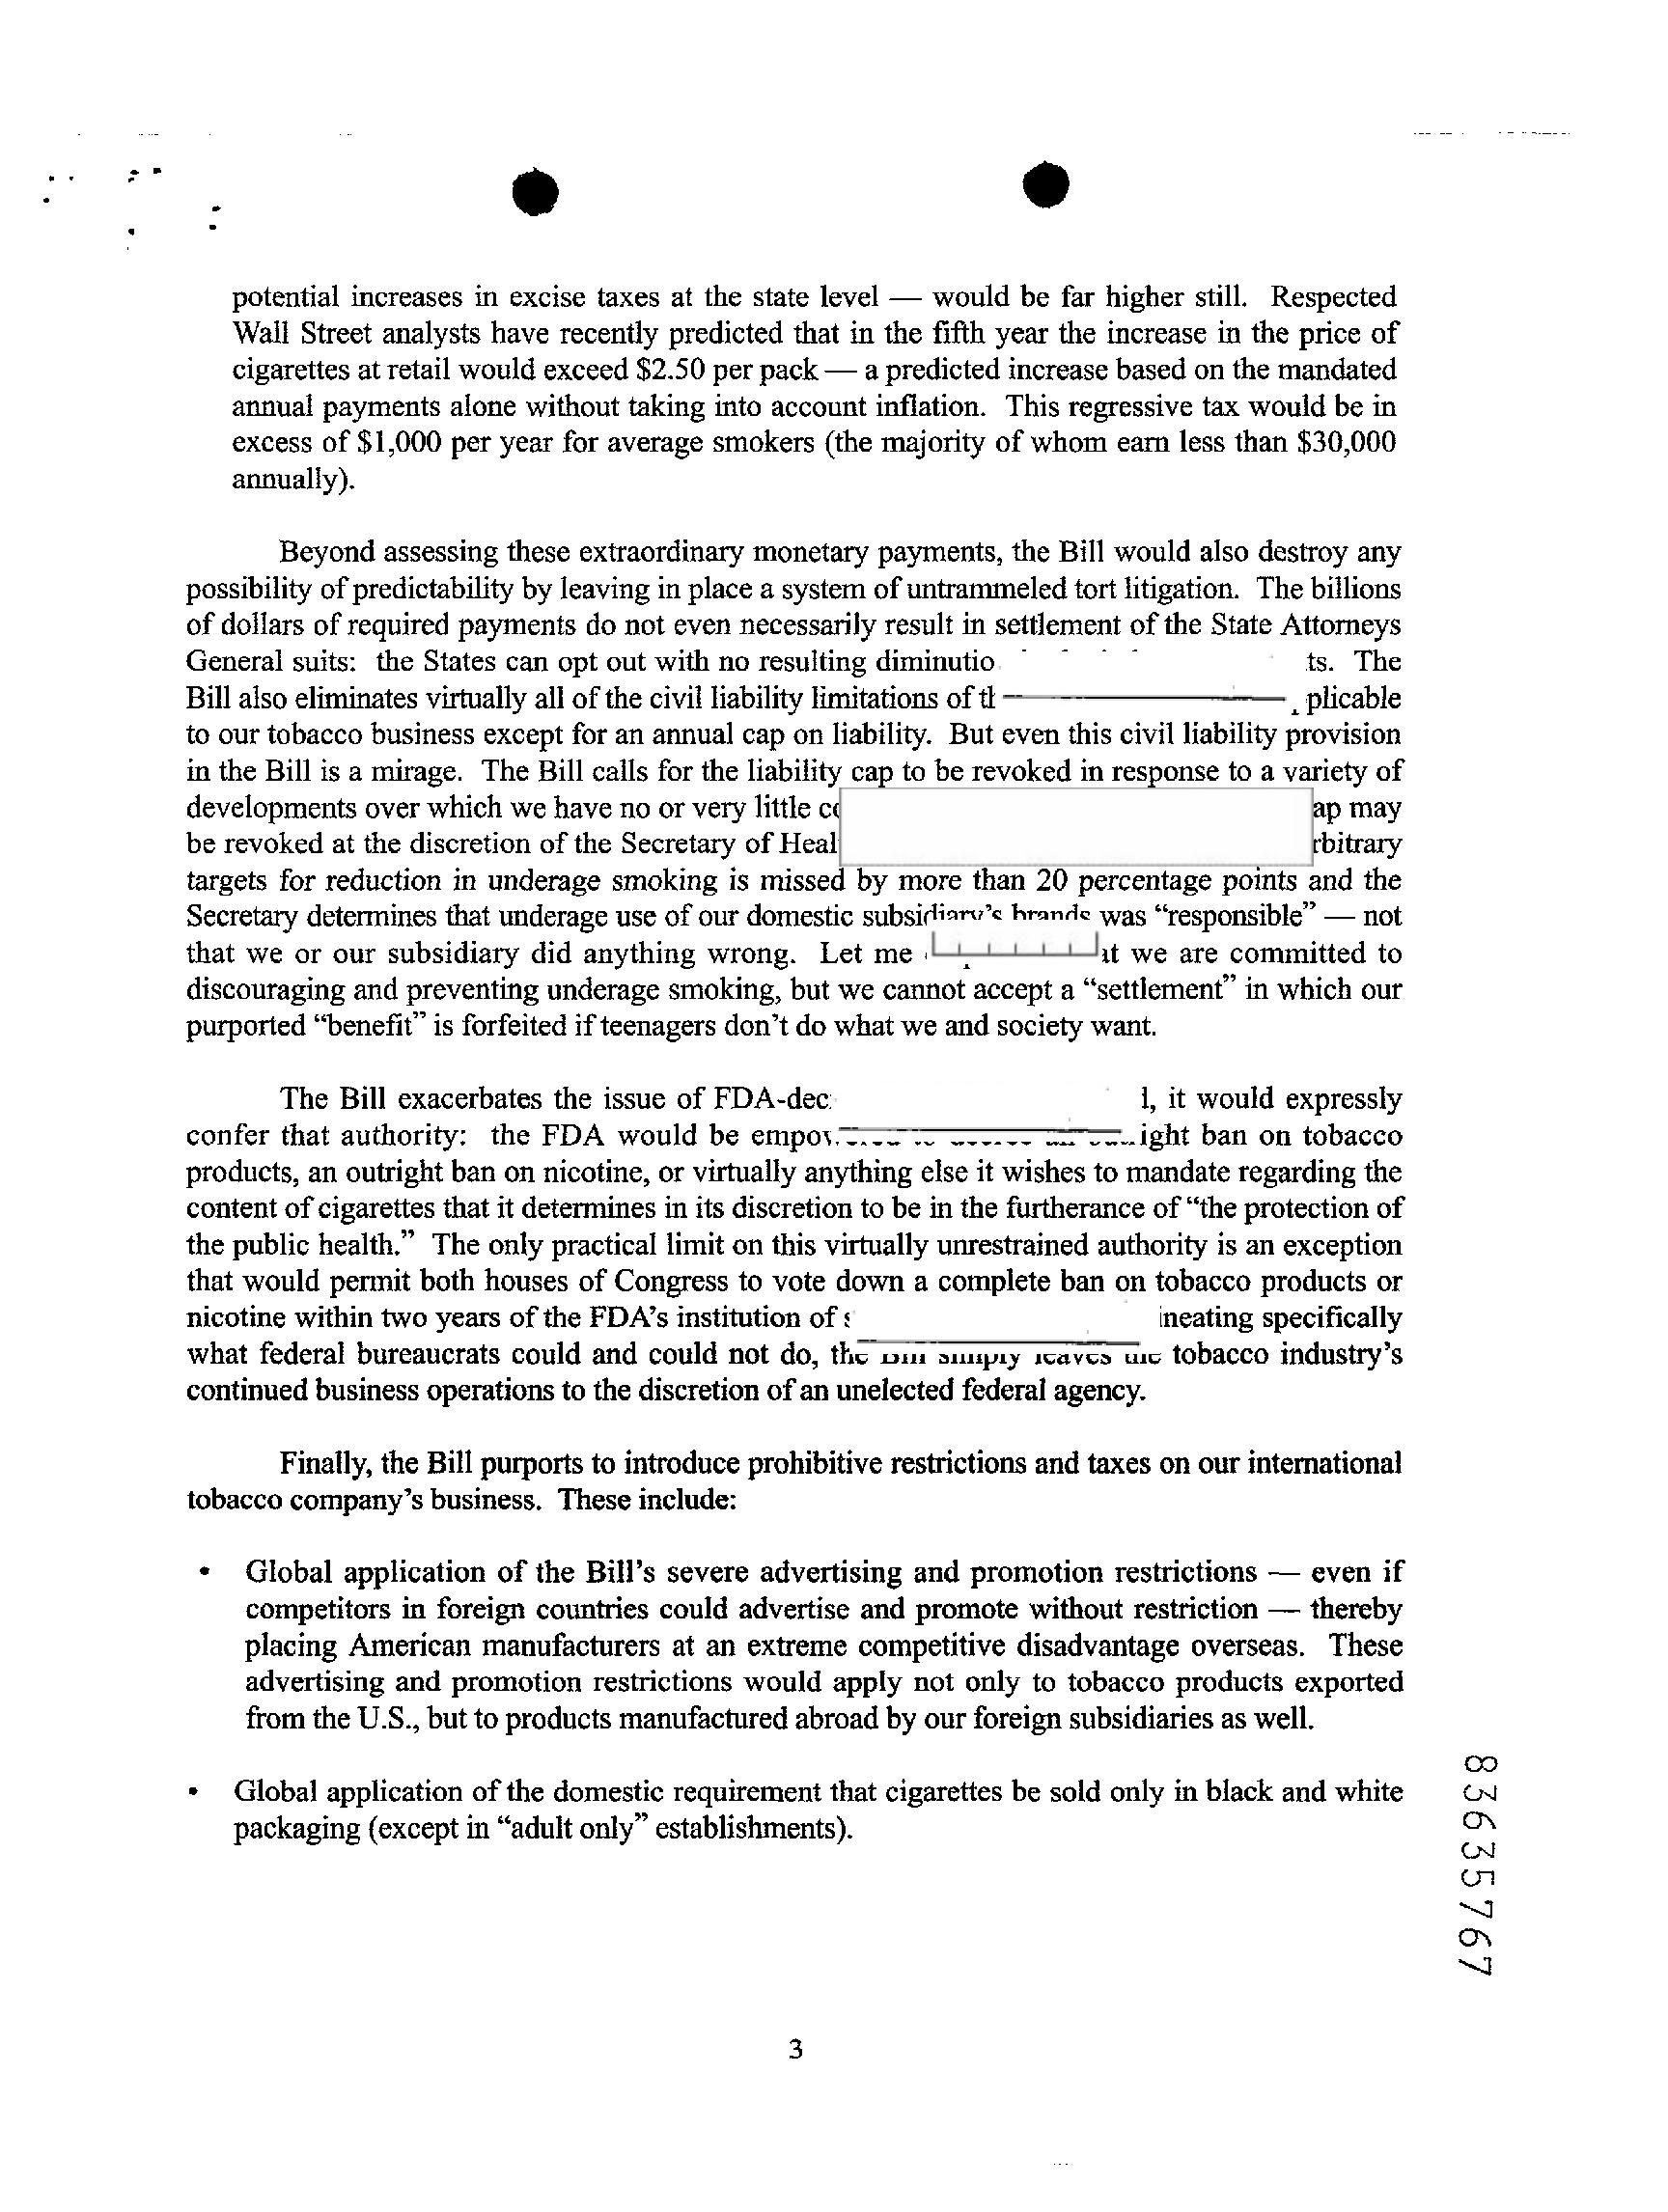 potential increases in excise taxes at the state level — would be far higher still. Respected
Wall Street analysts have recently predicted that in the fifth year the increase in the price of
cigarettes at retail would exceed $2.50 per pack — a predicted increase based on the mandated
annual payments alone without taking into account inflation. This regressive tax would be in
excess of $1,000 per year for average smokers (the majority of whom earn less than $30,000
annually).
Beyond assessing these extraordinary monetary payments, the Bill would also destroy any
possibility of predictability by leaving in place a system of untrammeled tort litigation. The billions
of dollars of required payments do not even necessarily result in settlement of the State Attorneys
General suits: the States can opt out with no resulting The
Bill also eliminates virtually all of the civil liability limitations of
to our tobacco business except for an annual cap on liability. But even this civil liability provision
in the Bill is a mirage. The Bill calls for the liability cap to be revoked in response to a variety of
developments over which we have no or very little may
be revoked at the discretion of the Secretary of
targets for reduction in underage smoking is missed by more than 20 percentage points and the
Secretary determines that underage use of our domestic subsidiary's brands was “responsible” — not
that we or our subsidiary did anything wrong. Let me we are committed to
discouraging and preventing underage smoking, but we cannot accept a “settlement” in which our
purported “benefit” is forfeited if teenagers don't do what we and society want.
The Bill exacerbates the issue of it would expressly
confer that authority: the FDA would be ban on tobacco
products, an outright ban on nicotine, or virtually anything else it wishes to mandate regarding the
content of cigarettes that it determines in its discretion to be in the furtherance of “the protection of
the public health.” The only practical limit on this virtually unrestrained authority is an exception
that would permit both houses of Congress to vote down a complete ban on tobacco products or
nicotine within two years of the FDA's institution of specifically
what federal bureaucrats could and could not do, the Bill simply leaves the tobacco industry's
continued business operations to the discretion of an unelected federal agency.
Finally, the Bill purports to introduce prohibitive restrictions and taxes on our international
tobacco company's business. These include:
• Global application of the Bill's severe advertising and promotion restrictions — even if
competitors in foreign countries could advertise and promote without restriction — thereby
placing American manufacturers at an extreme competitive disadvantage overseas. These
advertising and promotion restrictions would apply not only to tobacco products exported
from the U.S., but to products manufactured abroad by our foreign subsidiaries as well.
• Global application of the domestic requirement that cigarettes be sold only in black and white
packaging (except in “adult only” establishments).
83635767
3